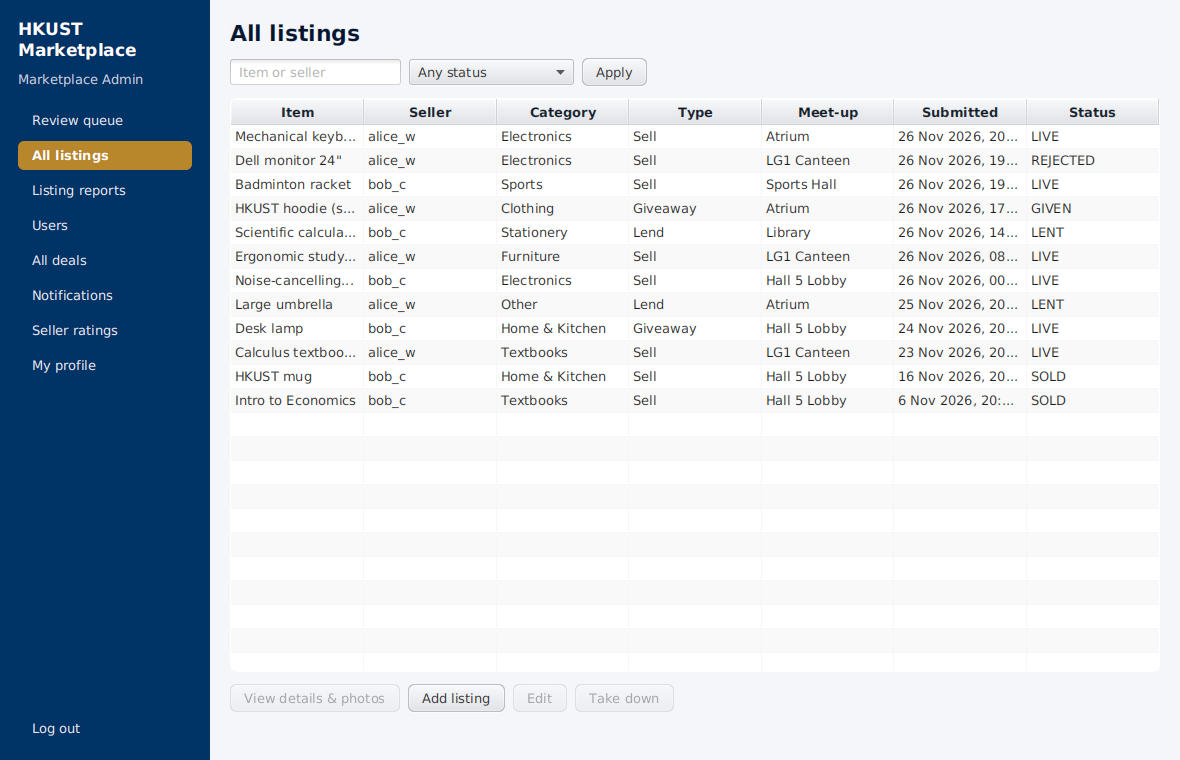 HKUST
Marketplace
Marketplace Admin
Review queue
All listings
Listing reports
Users
All deals
Notifications
Seller ratings
My profile
Log out
All listings
Item or seller Any status Apply
Item Seller Category Type Meet-up Submitted Status
Mechanical keyb... alice_w Electronics Sell Atrium 26 Nov 2026, 20... LIVE
Dell monitor 24" alice_w Electronics Sell LG1 Canteen 26 Nov 2026, 19... REJECTED
Badminton racket bob_c Sports Sell Sports Hall 26 Nov 2026, 19... LIVE
HKUST hoodie (s... alice_w Clothing Giveaway Atrium 26 Nov 2026, 17... GIVEN
Scientific calcula... bob_c Stationery Lend Library 26 Nov 2026, 14... LENT
Ergonomic study... alice_w Furniture Sell LG1 Canteen 26 Nov 2026, 08... LIVE
Noise-cancelling... bob_c Electronics Sell Hall 5 Lobby 26 Nov 2026, 00... LIVE
Large umbrella alice_w Other Lend Atrium 25 Nov 2026, 20... LENT
Desk lamp bob_c Home & Kitchen Giveaway Hall 5 Lobby 24 Nov 2026, 20... LIVE
Calculus textboo... alice_w Textbooks Sell LG1 Canteen 23 Nov 2026, 20... LIVE
HKUST mug bob_c Home & Kitchen Sell Hall 5 Lobby 16 Nov 2026, 20... SOLD
Intro to Economics bob_c Textbooks Sell Hall 5 Lobby 6 Nov 2026, 20:... SOLD
View details & photos Add listing Edit Take down